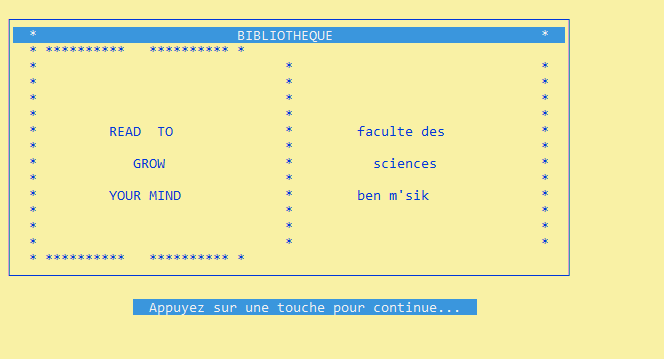 * BIBLIOTHEQUE *
* ********** ********** *
* * *
* * *
* * *
* * *
* READ TO * faculte des *
* * *
* GROW * sciences *
* * *
* YOUR MIND * ben m'sik *
* * *
* * *
* * *
* ********** ********** *
Appuyez sur une touche pour continue...